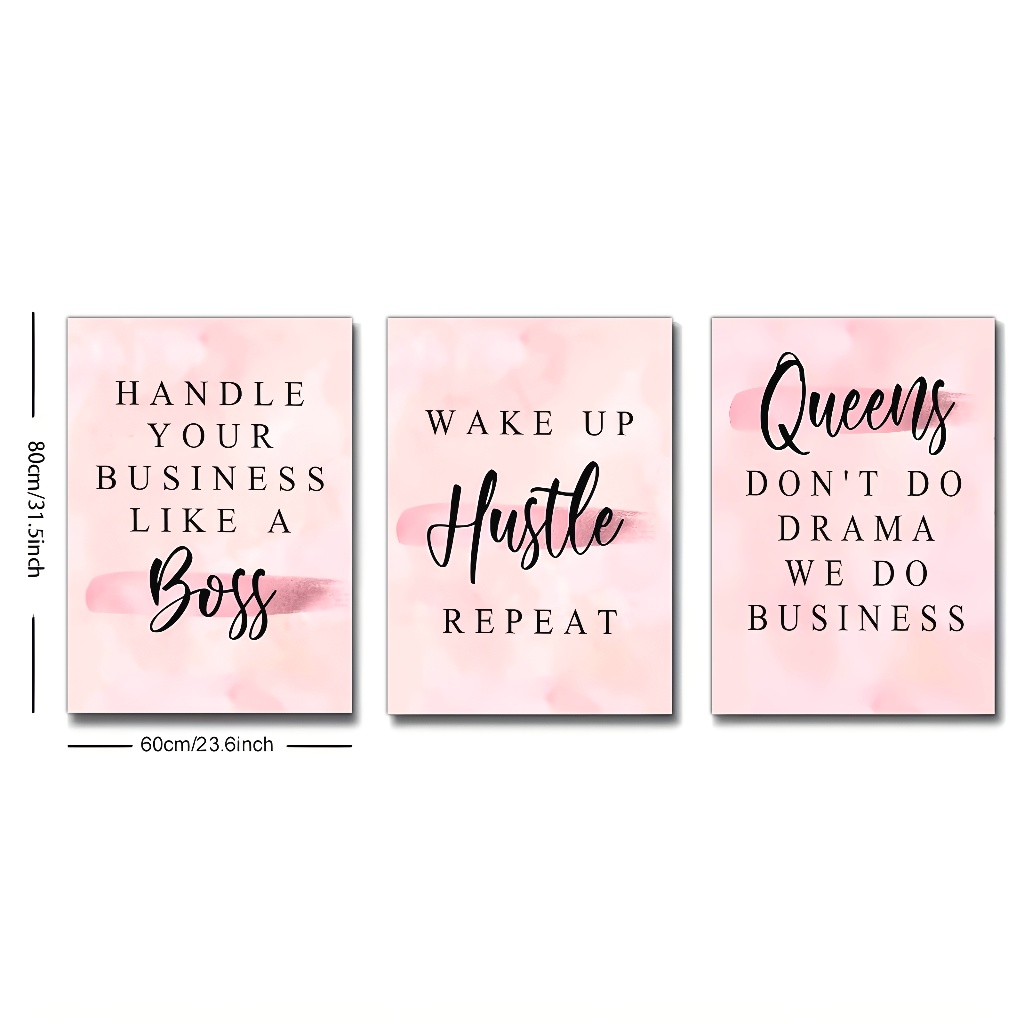 HANDLE
YOUR
BUSINESS
LIKE A
Boss
WAKE UP
Hustle
REPEAT
Queens
DON'T DO
DRAMA
WE DO
BUSINESS
80cm/31.5inch
60cm/23.6inch